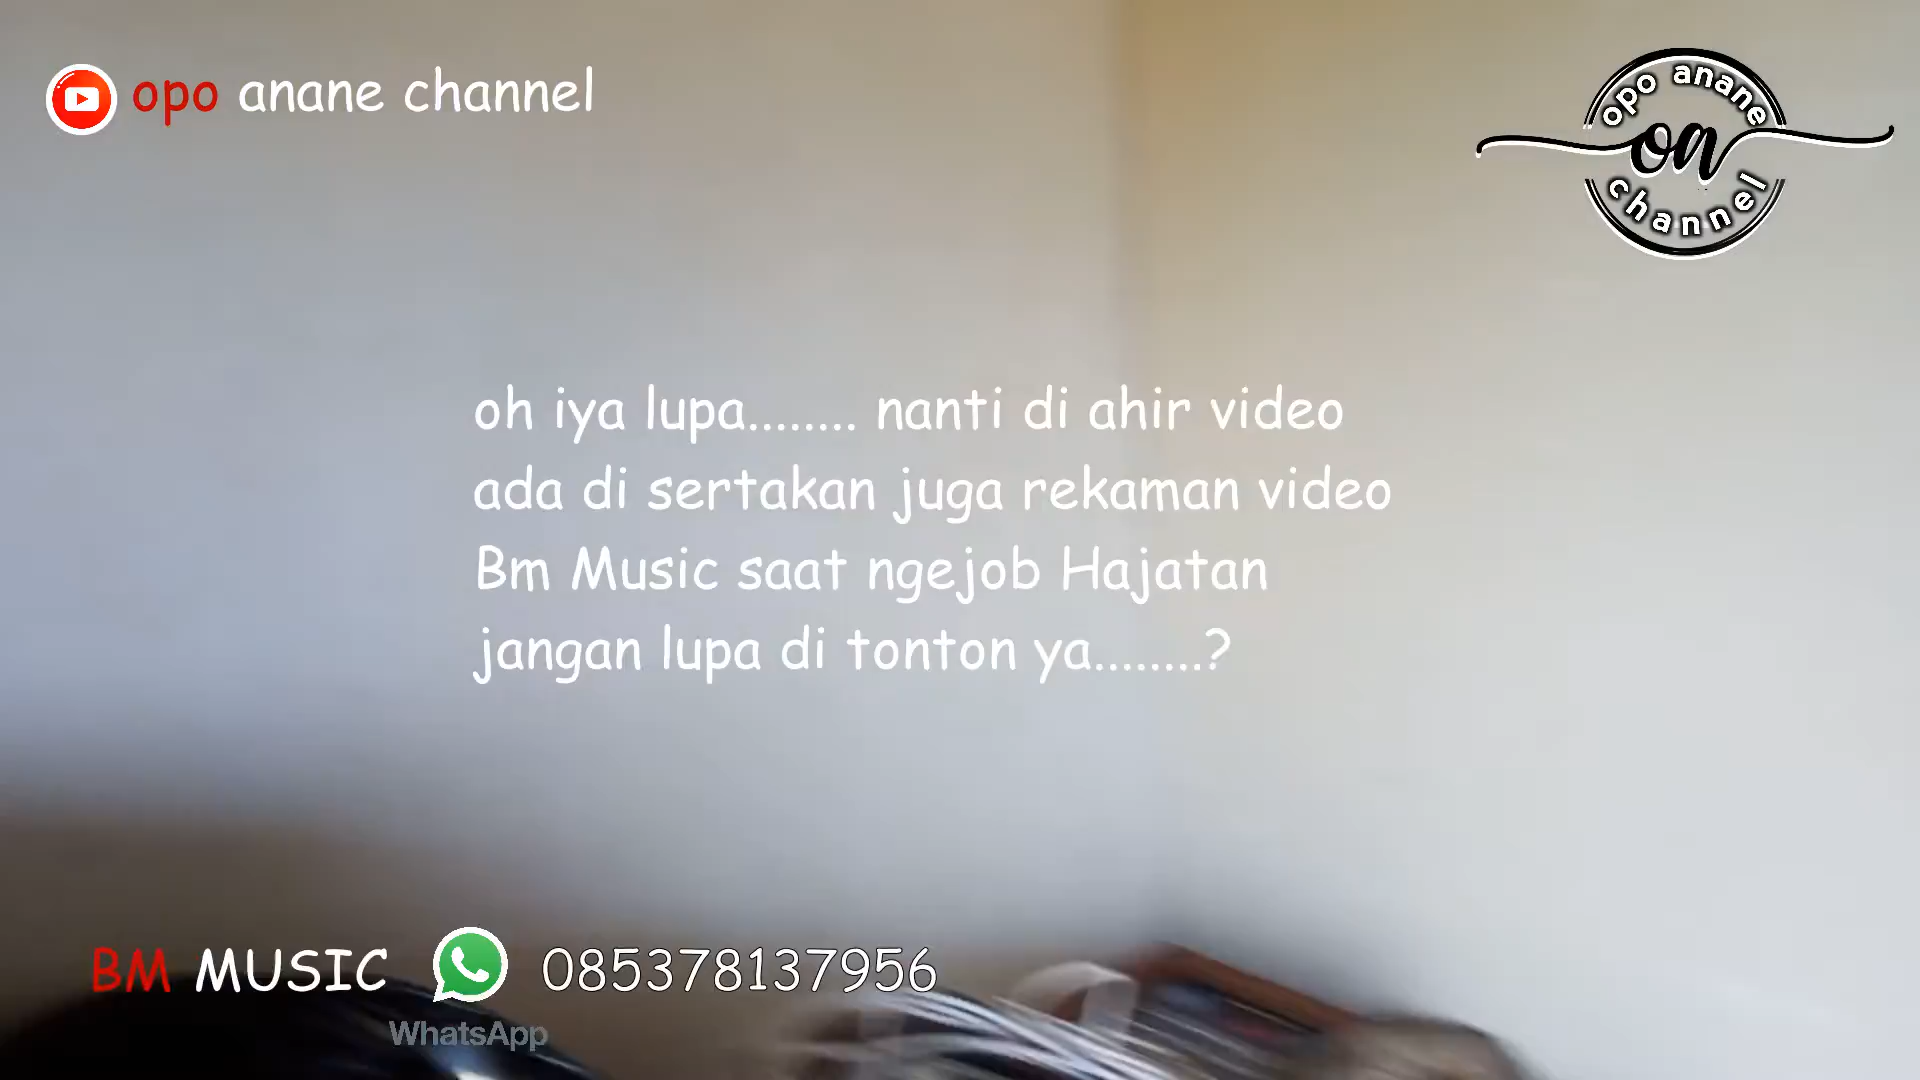 opo anane channel
opo anane
oa
channel
oh iya lupa........ nanti di ahir video
ada di sertakan juga rekaman video
Bm Music saat ngejob Hajatan
jangan lupa di tonton ya........?
BM MUSIC 085378137956
WhatsApp